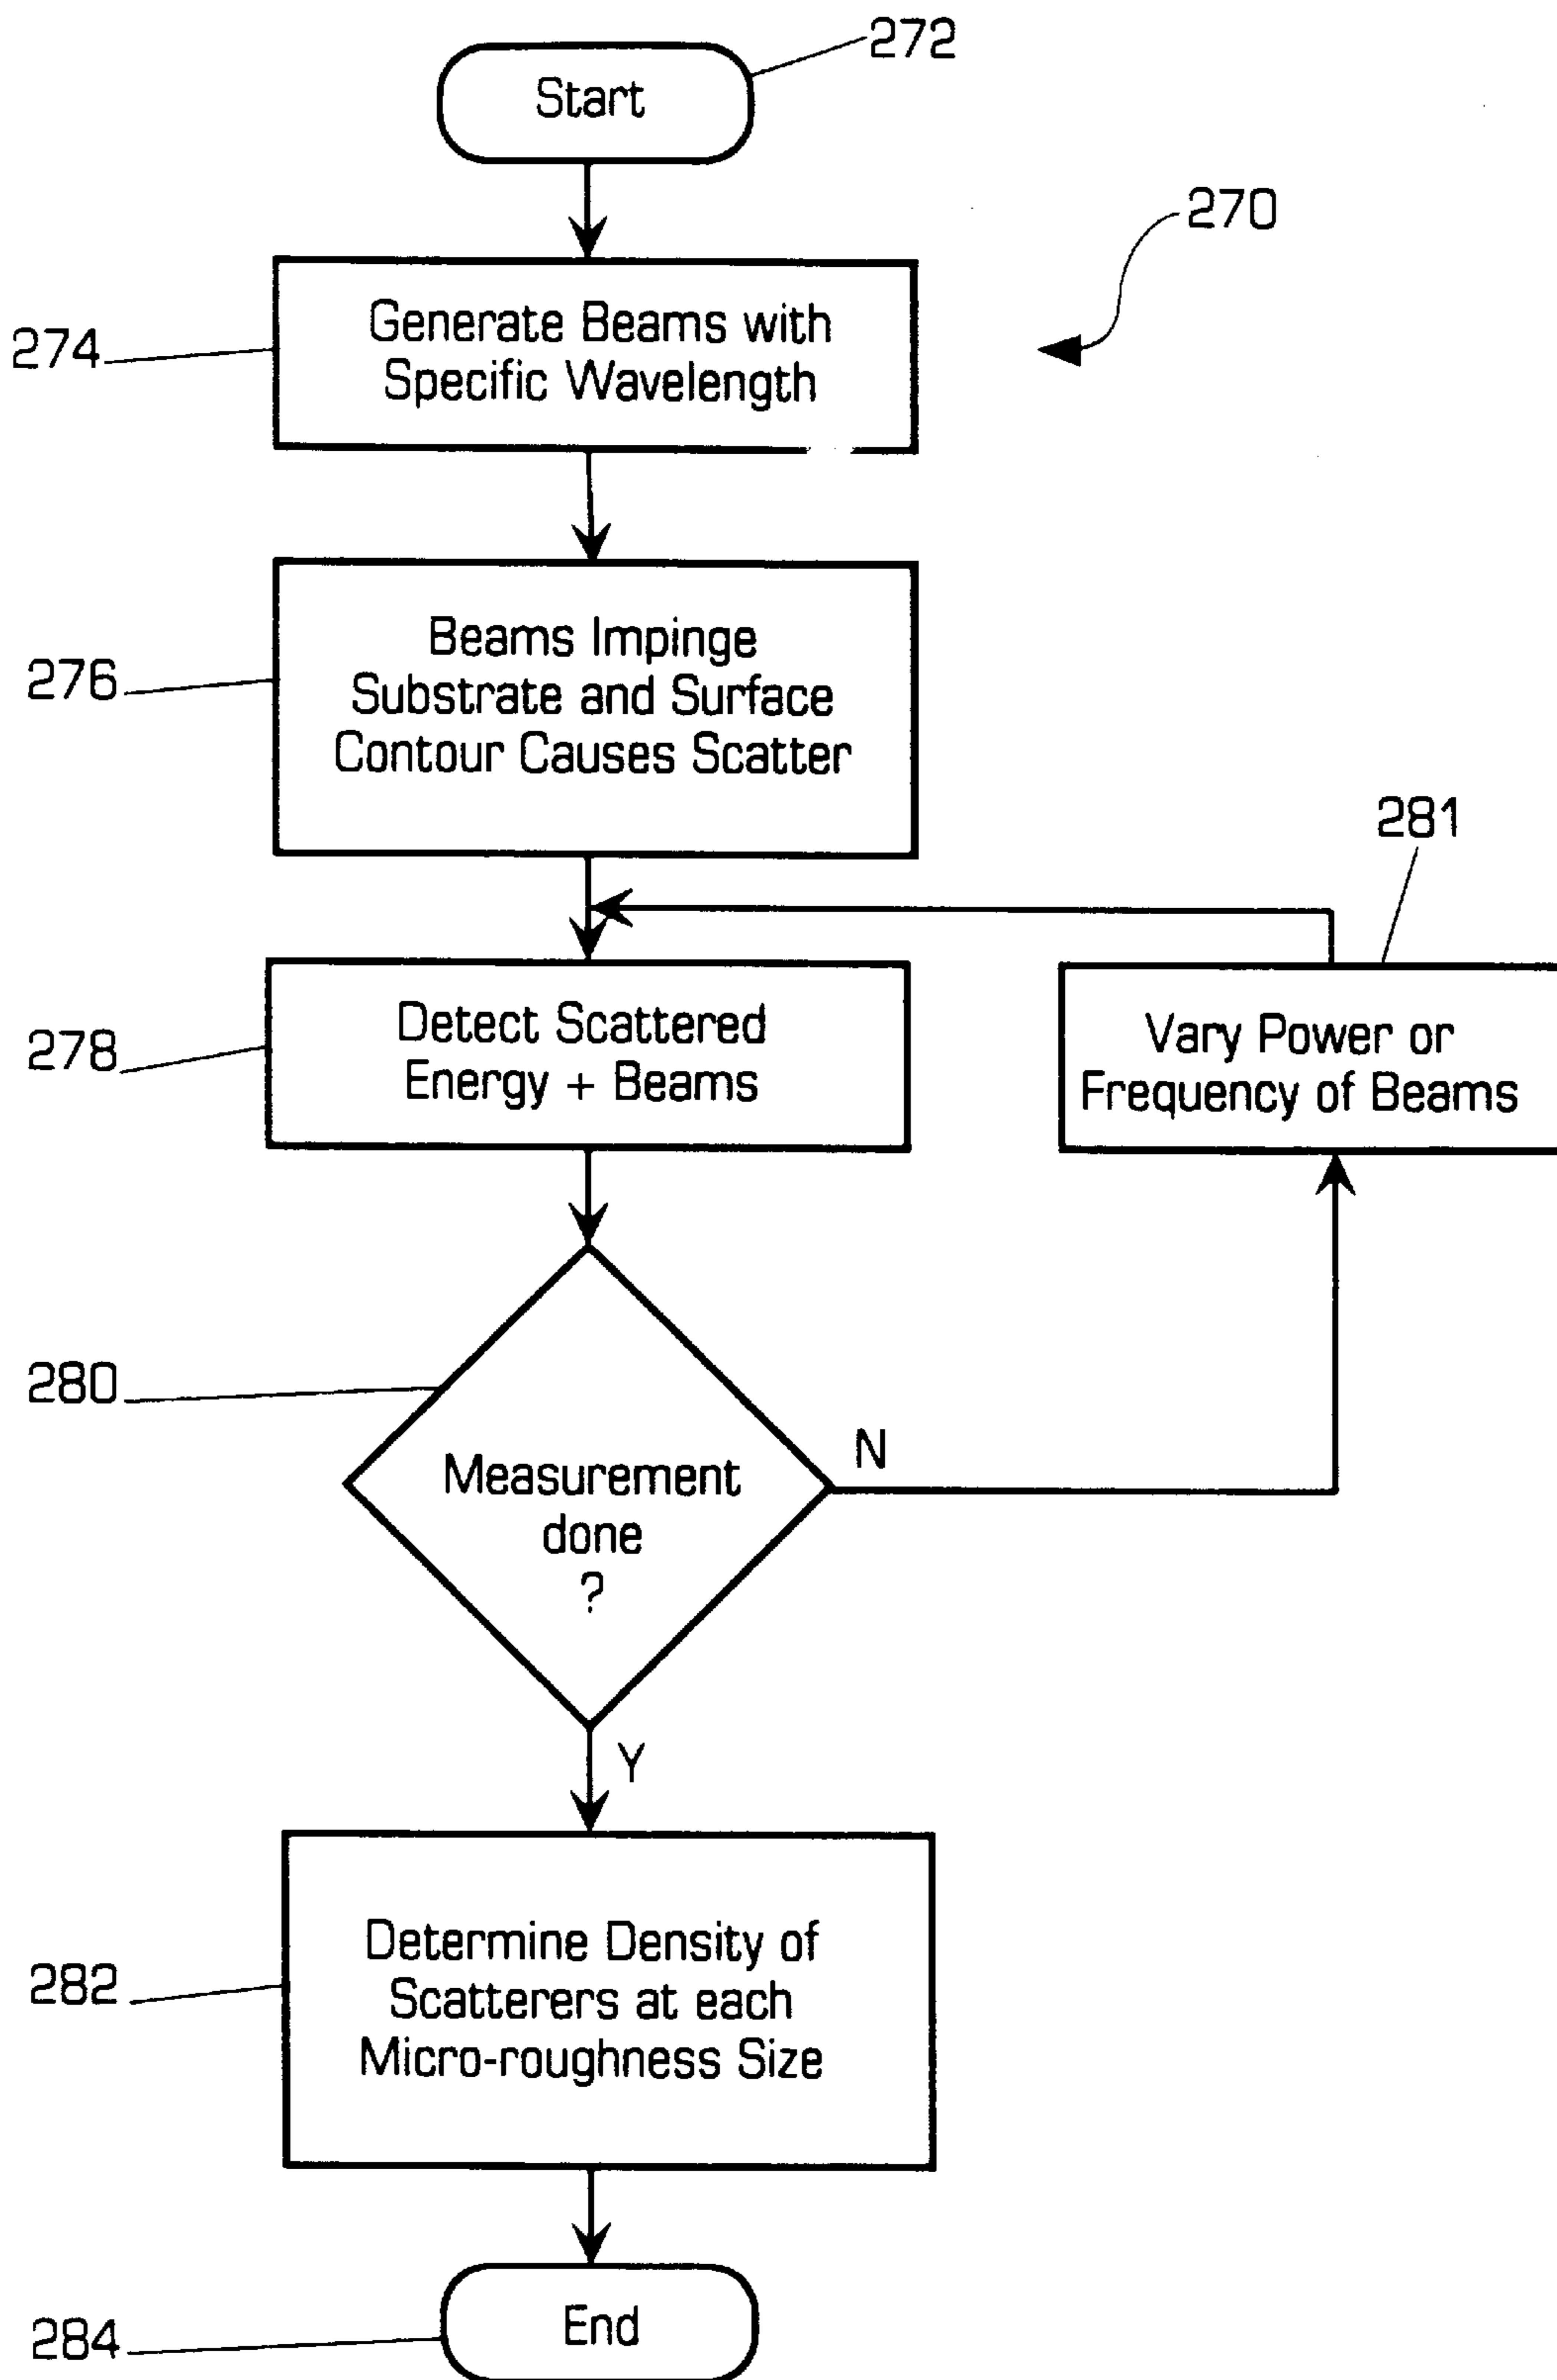 272
Start
270
274
Generate Beams with
Specific Wavelength
276
Beams Impinge
Substrate and Surface
Contour Causes Scatter
281
278
Detect Scattered
Energy + Beams
Vary Power or
Frequency of Beams
280
Measurement
done
?
N
Y
282
Determine Density of
Scatterers at each
Micro-roughness Size
284
End